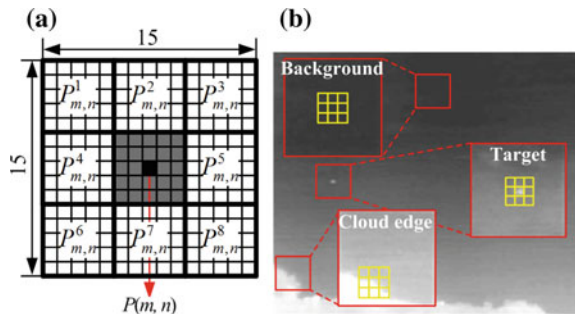 (a)
15
15
P¹m,n P²m,n P³m,n
P⁴m,n P⁵m,n
P⁶m,n P⁷m,n P⁸m,n
P(m, n)
(b)
Background
Target
Cloud edge